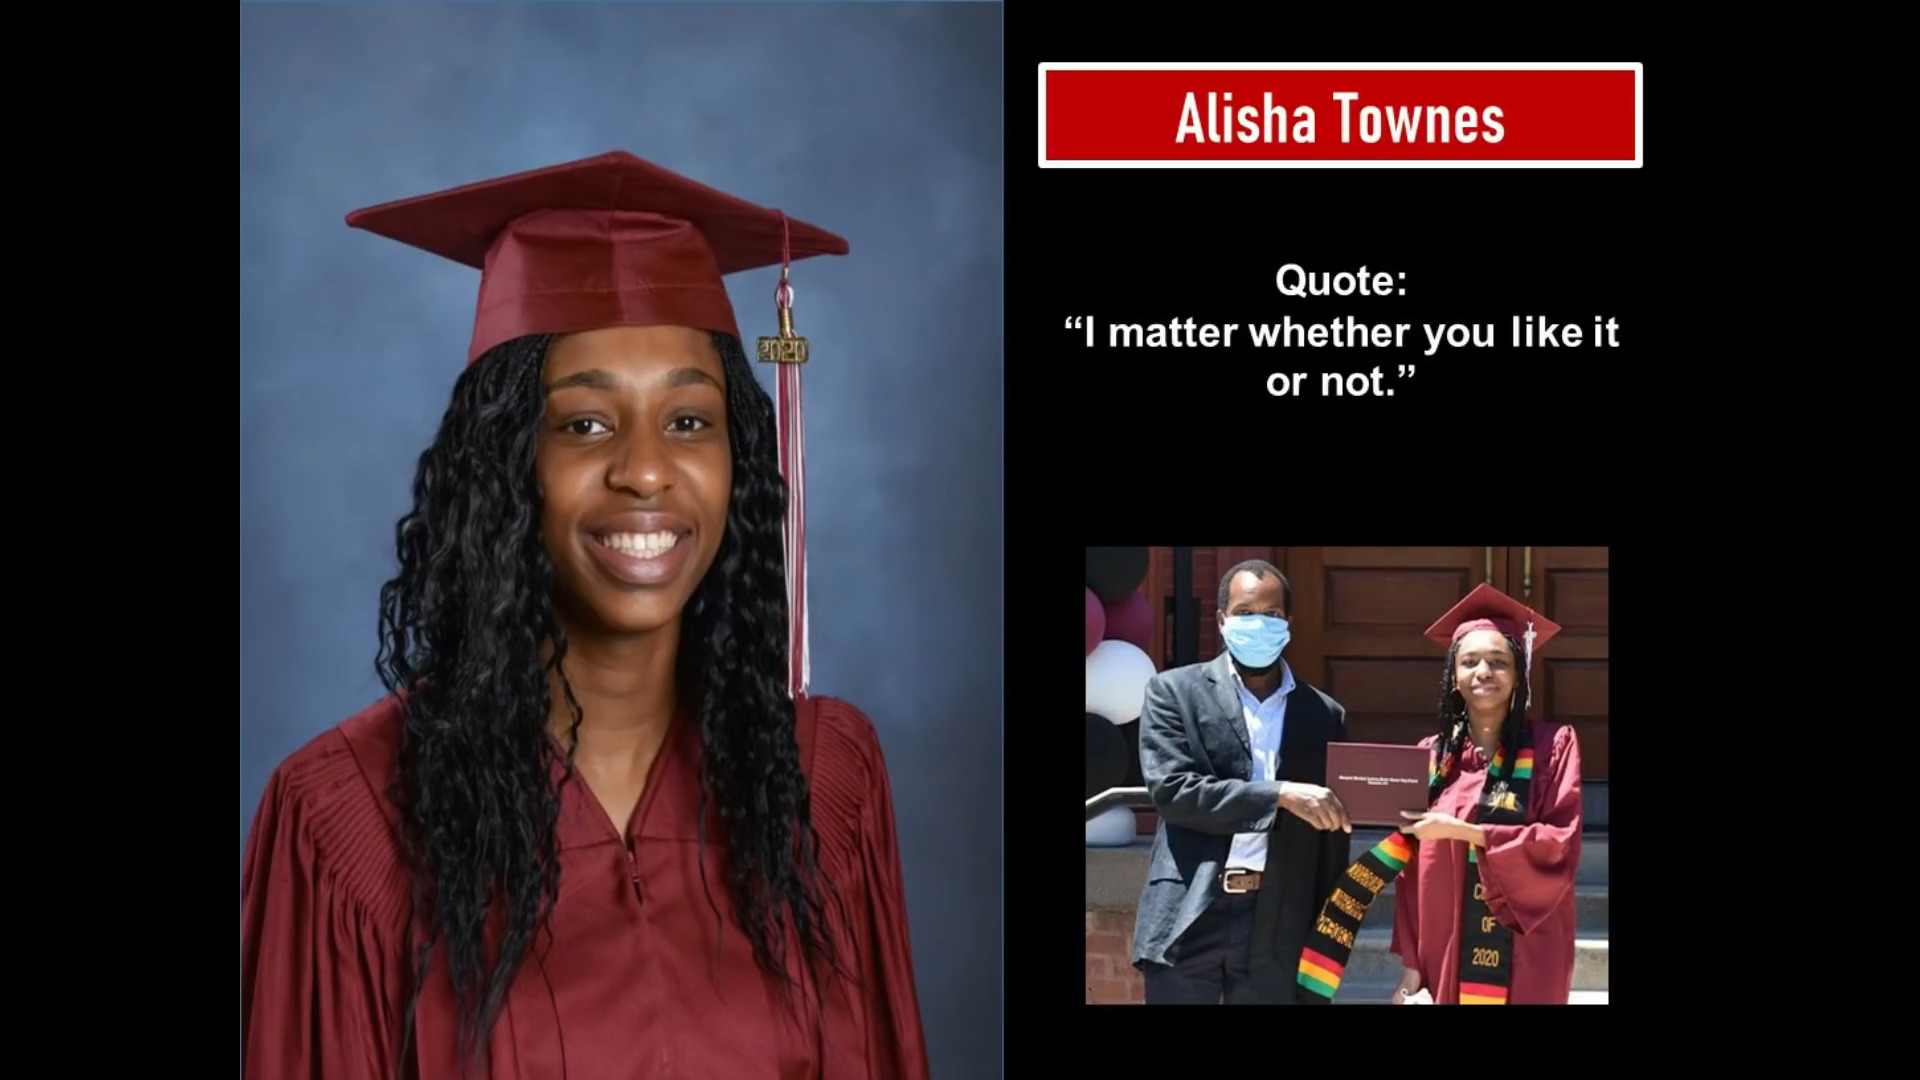 Alisha Townes
Quote:
“I matter whether you like it
or not.”
2020
OF
2020